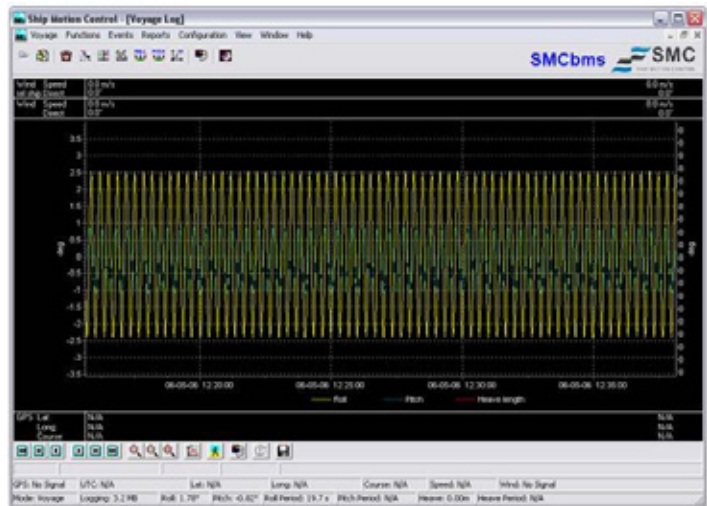 Ship Motion Control - [Voyage Log]
Voyage Functions Events Reports Configuration View Window Help
SMCbms SMC
SHIP MOTION CONTROL
Wind Speed 0.0 m/s 0.0 m/s
rel ship Direct 0.0° 0.0°
Wind Speed 0.0 m/s 0.0 m/s
Direct 0.0° 0.0°
3.5
3
2.5
2
1.5
1
0.5
0
-0.5
-1
-1.5
-2
-2.5
-3
-3.5
deg
06-05-06 12:20:00 06-05-06 12:25:00 06-05-06 12:30:00 06-05-06 12:35:00
Roll Pitch Heave length
GPS Lat N/A N/A
Long N/A N/A
Course N/A N/A
GPS: No Signal UTC: N/A Lat: N/A Long: N/A Course: N/A Speed: N/A Wind: No Signal
Mode: Voyage Logging: 3.2 MB Roll: 1.78° Pitch: -0.82° Roll Period: 19.7 s Pitch Period: N/A Heave: 0.00m Heave Period: N/A